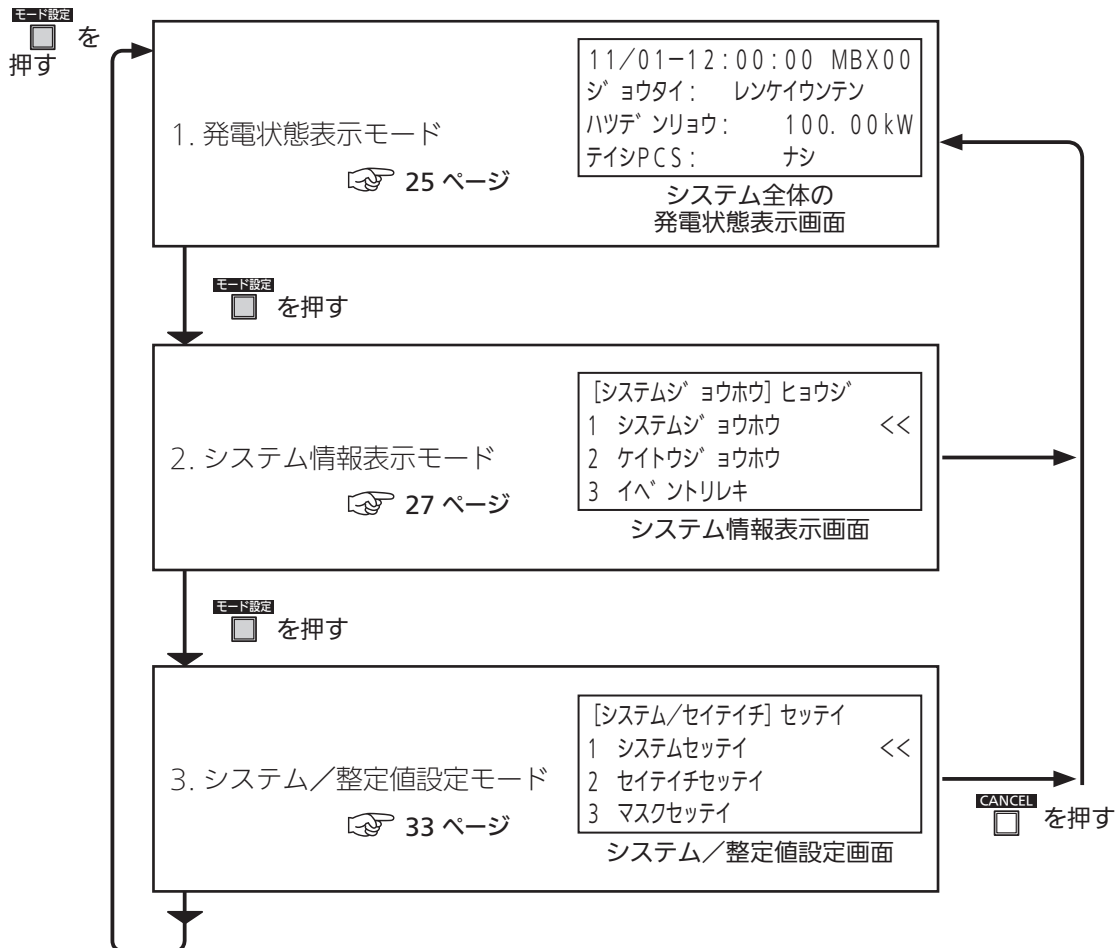 モード設定
を
押す
1. 発電状態表示モード
25 ページ
11/01−12:00:00 MBX00
ジョウタイ: レンケイウンテン
ハツデンリョウ: 100.00kW
テイシPCS: ナシ
システム全体の
発電状態表示画面
モード設定
を押す
2. システム情報表示モード
27 ページ
[システムジョウホウ] ヒョウジ
1 システムジョウホウ <<
2 ケイトウジョウホウ
3 イベントリレキ
システム情報表示画面
モード設定
を押す
3. システム/整定値設定モード
33 ページ
[システム/セイテイチ] セッテイ
1 システムセッテイ <<
2 セイテイチセッテイ
3 マスクセッテイ
システム/整定値設定画面
CANCEL
を押す